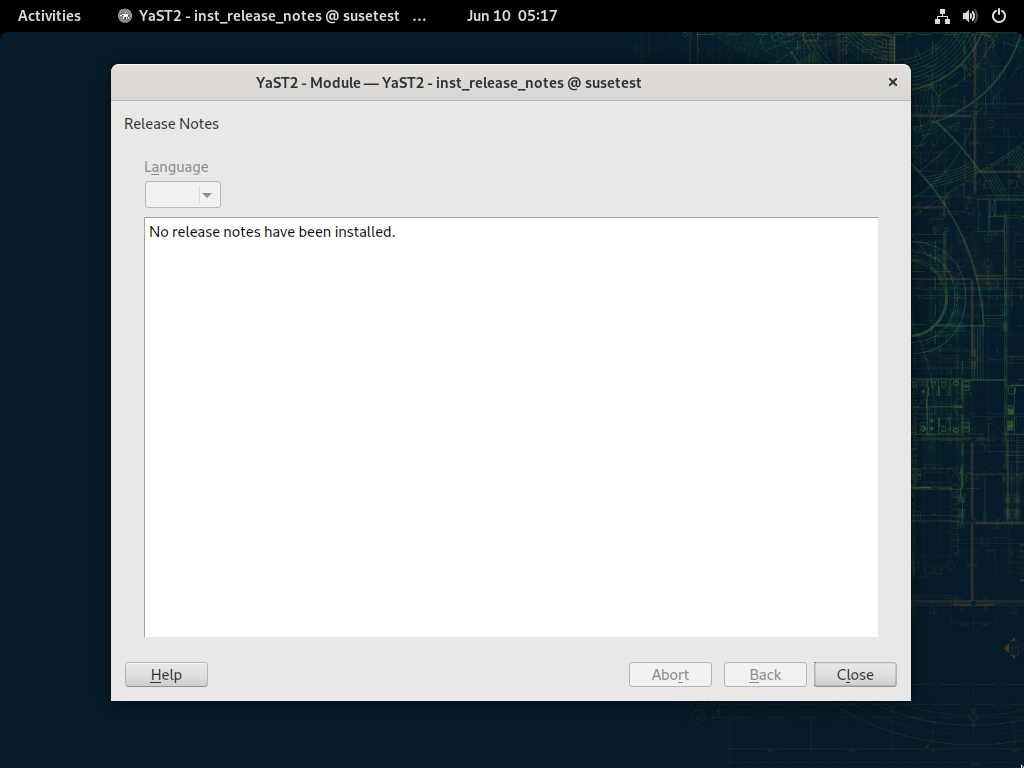 Activities YaST2 - inst_release_notes @ susetest … Jun 10 05:17
YaST2 - Module — YaST2 - inst_release_notes @ susetest
Release Notes
Language
No release notes have been installed.
Help Abort Back Close